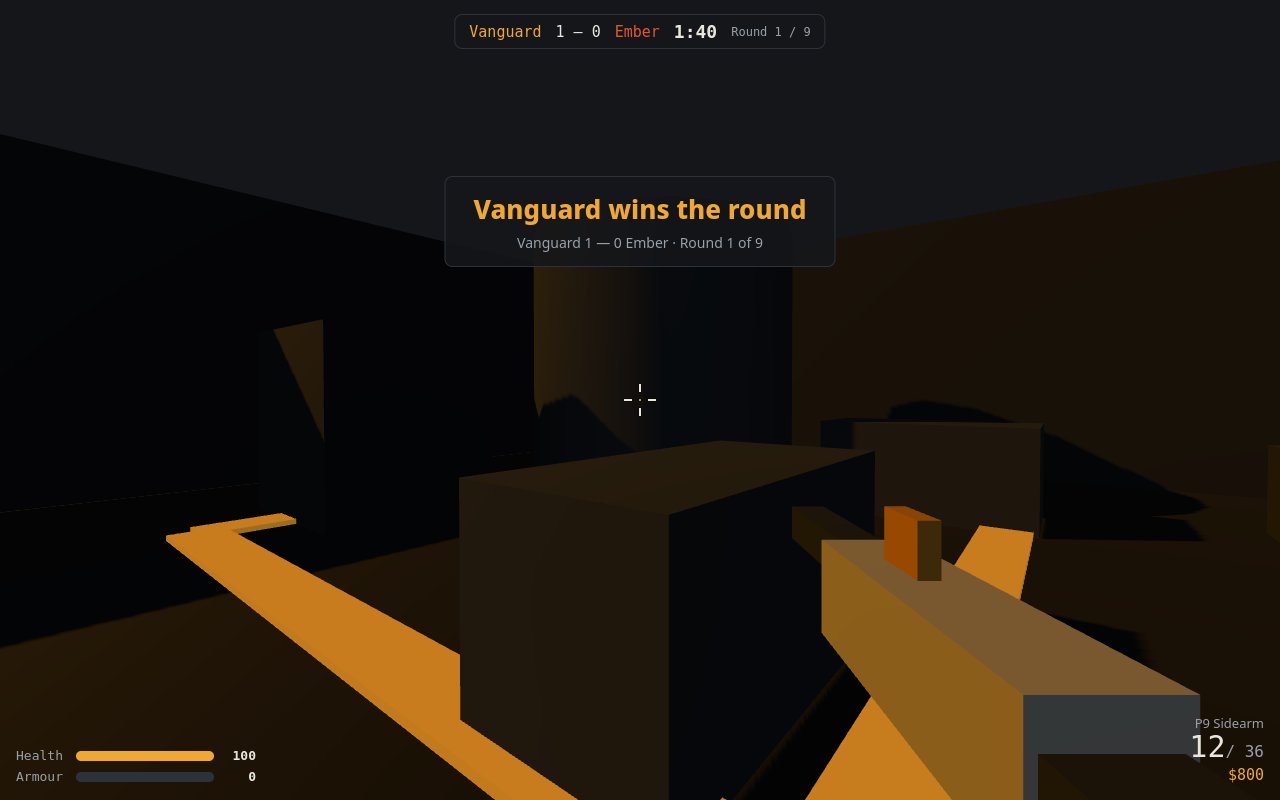 Vanguard 1 — 0 Ember 1:40 Round 1 / 9
Vanguard wins the round
Vanguard 1 — 0 Ember · Round 1 of 9
Health 100
Armour 0
P9 Sidearm
12 / 36
$800